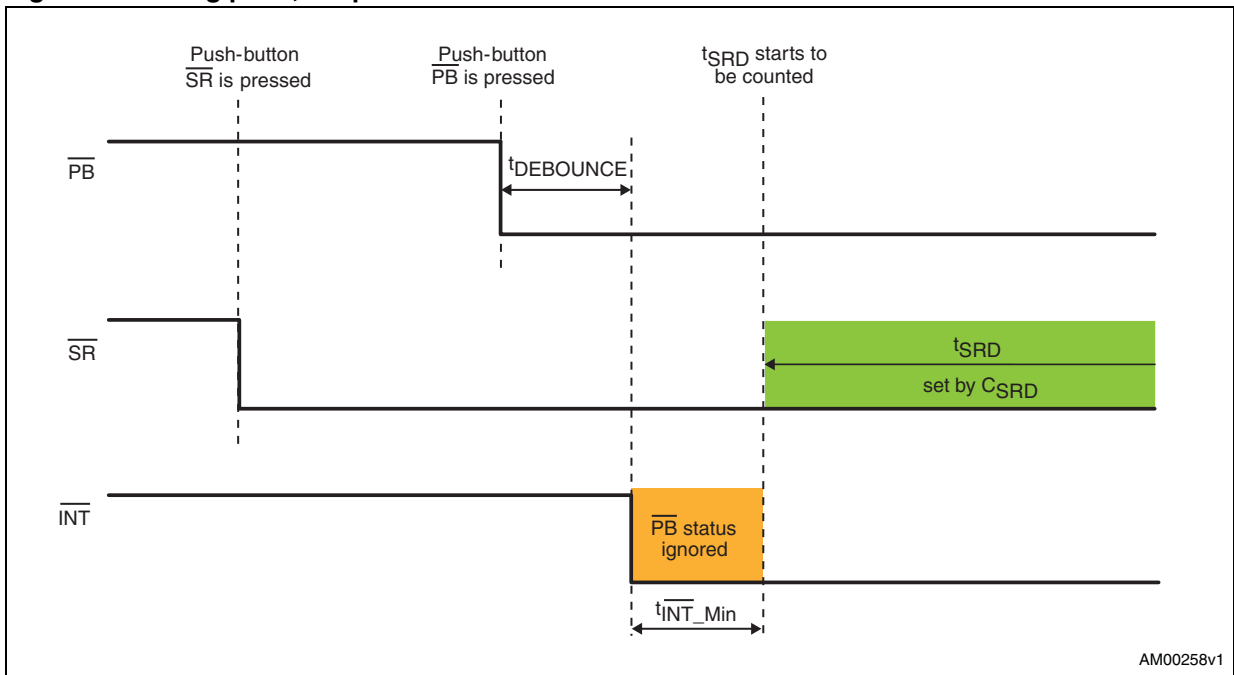 Push-button
SR is pressed
Push-button
PB is pressed
tSRD starts to
be counted
PB
tDEBOUNCE
SR
tSRD
set by CSRD
INT
PB status
ignored
tINT_Min
AM00258v1